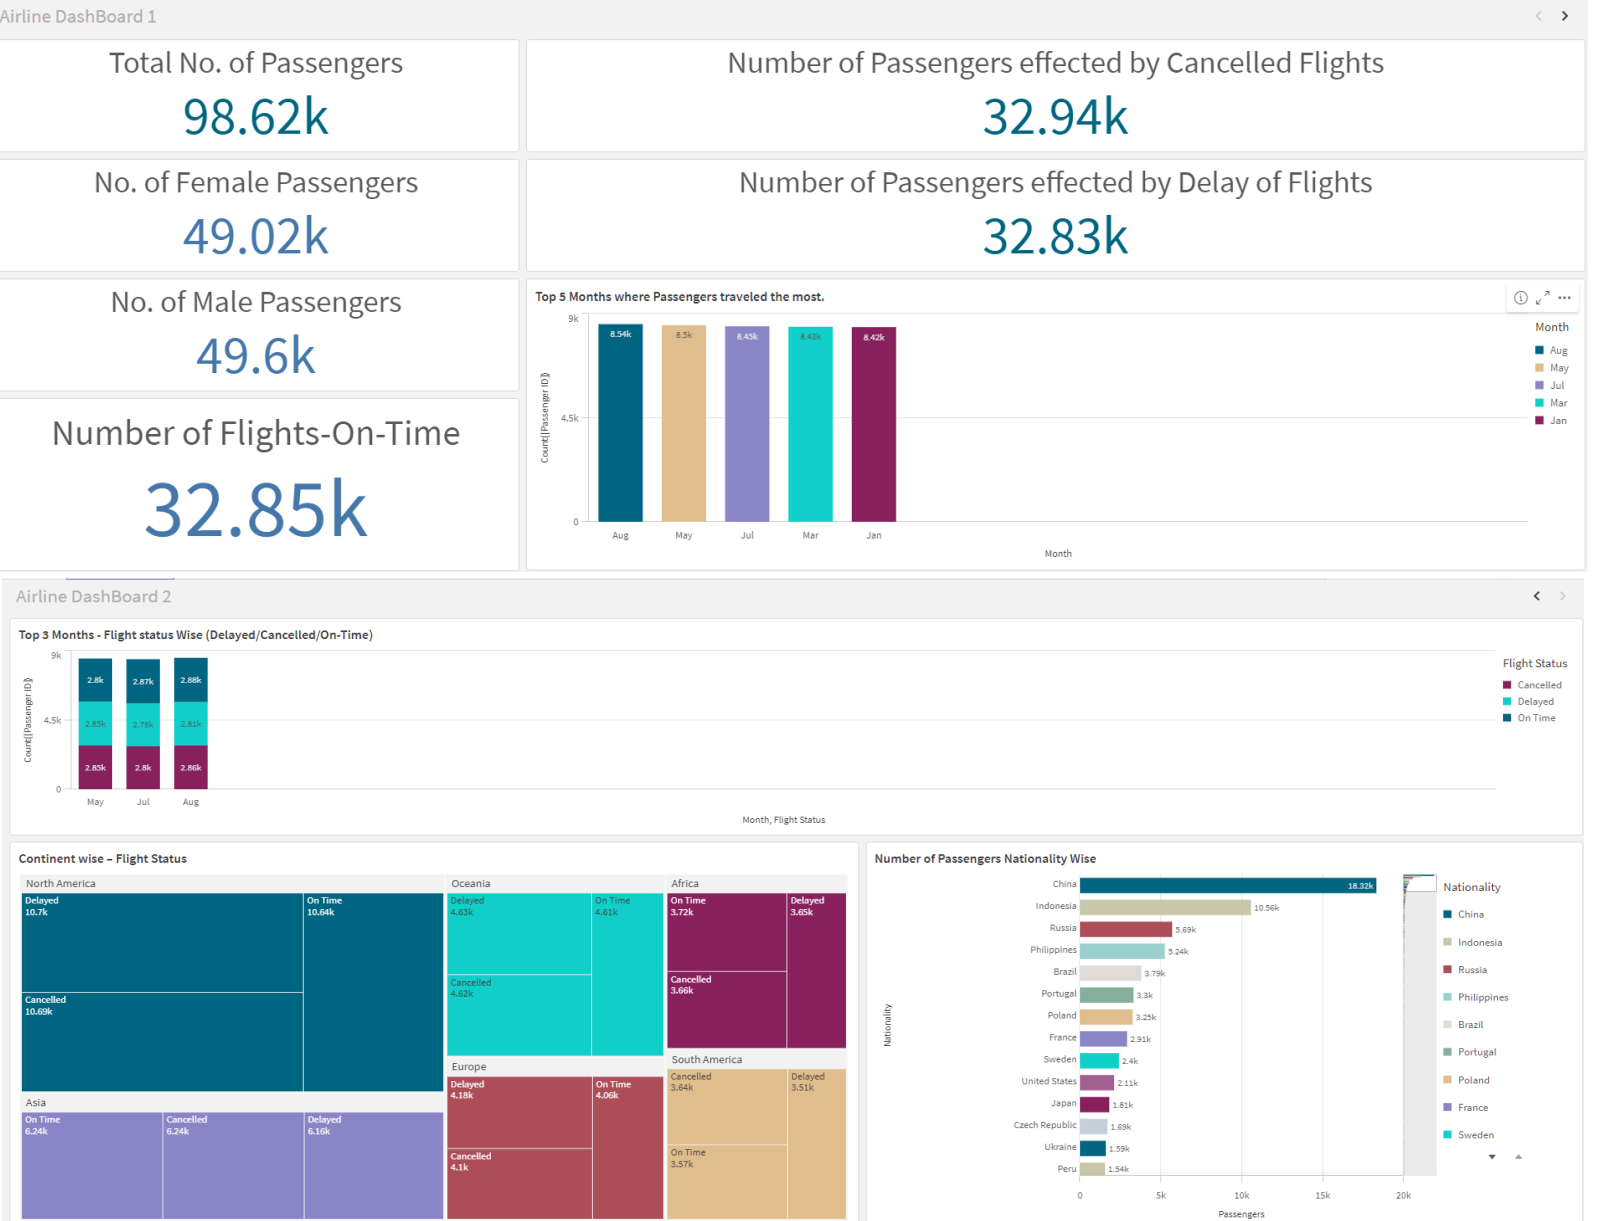 Airline DashBoard 1
Total No. of Passengers
98.62k
Number of Passengers effected by Cancelled Flights
32.94k
No. of Female Passengers
49.02k
Number of Passengers effected by Delay of Flights
32.83k
No. of Male Passengers
49.6k
Number of Flights-On-Time
32.85k
Top 5 Months where Passengers traveled the most.
9k
4.5k
0
Count([Passenger ID])
8.54k
8.5k
8.45k
8.43k
8.42k
Aug
May
Jul
Mar
Jan
Month
Month
Aug
May
Jul
Mar
Jan
Airline DashBoard 2
Top 3 Months - Flight status Wise (Delayed/Cancelled/On-Time)
9k
4.5k
0
Count([Passenger ID])
2.8k
2.87k
2.88k
2.85k
2.78k
2.81k
2.85k
2.8k
2.86k
May
Jul
Aug
Month, Flight Status
Flight Status
Cancelled
Delayed
On Time
Continent wise – Flight Status
North America
Delayed
10.7k
On Time
10.64k
Cancelled
10.69k
Asia
On Time
6.24k
Cancelled
6.24k
Delayed
6.16k
Oceania
Delayed
4.63k
On Time
4.61k
Cancelled
4.62k
Europe
Delayed
4.18k
On Time
4.06k
Cancelled
4.1k
Africa
On Time
3.72k
Delayed
3.65k
Cancelled
3.66k
South America
Cancelled
3.64k
Delayed
3.51k
On Time
3.57k
Number of Passengers Nationality Wise
Nationality
China 18.32k
Indonesia 10.56k
Russia 5.69k
Philippines 5.24k
Brazil 3.79k
Portugal 3.3k
Poland 3.25k
France 2.91k
Sweden 2.4k
United States 2.11k
Japan 1.81k
Czech Republic 1.69k
Ukraine 1.59k
Peru 1.54k
0 5k 10k 15k 20k
Passengers
Nationality
China
Indonesia
Russia
Philippines
Brazil
Portugal
Poland
France
Sweden